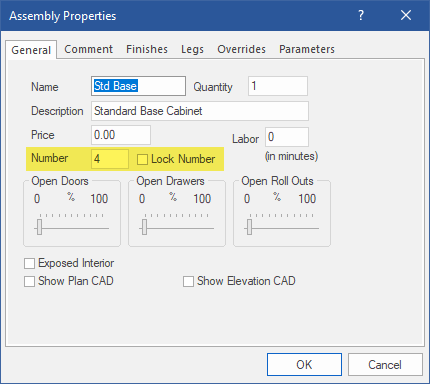 Assembly Properties ?
General Comment Finishes Legs Overrides Parameters
Name Std Base Quantity 1
Description Standard Base Cabinet
Price 0.00 Labor 0
Number 4 Lock Number (in minutes)
Open Doors Open Drawers Open Roll Outs
0 % 100 0 % 100 0 % 100
Exposed Interior
Show Plan CAD Show Elevation CAD
OK Cancel